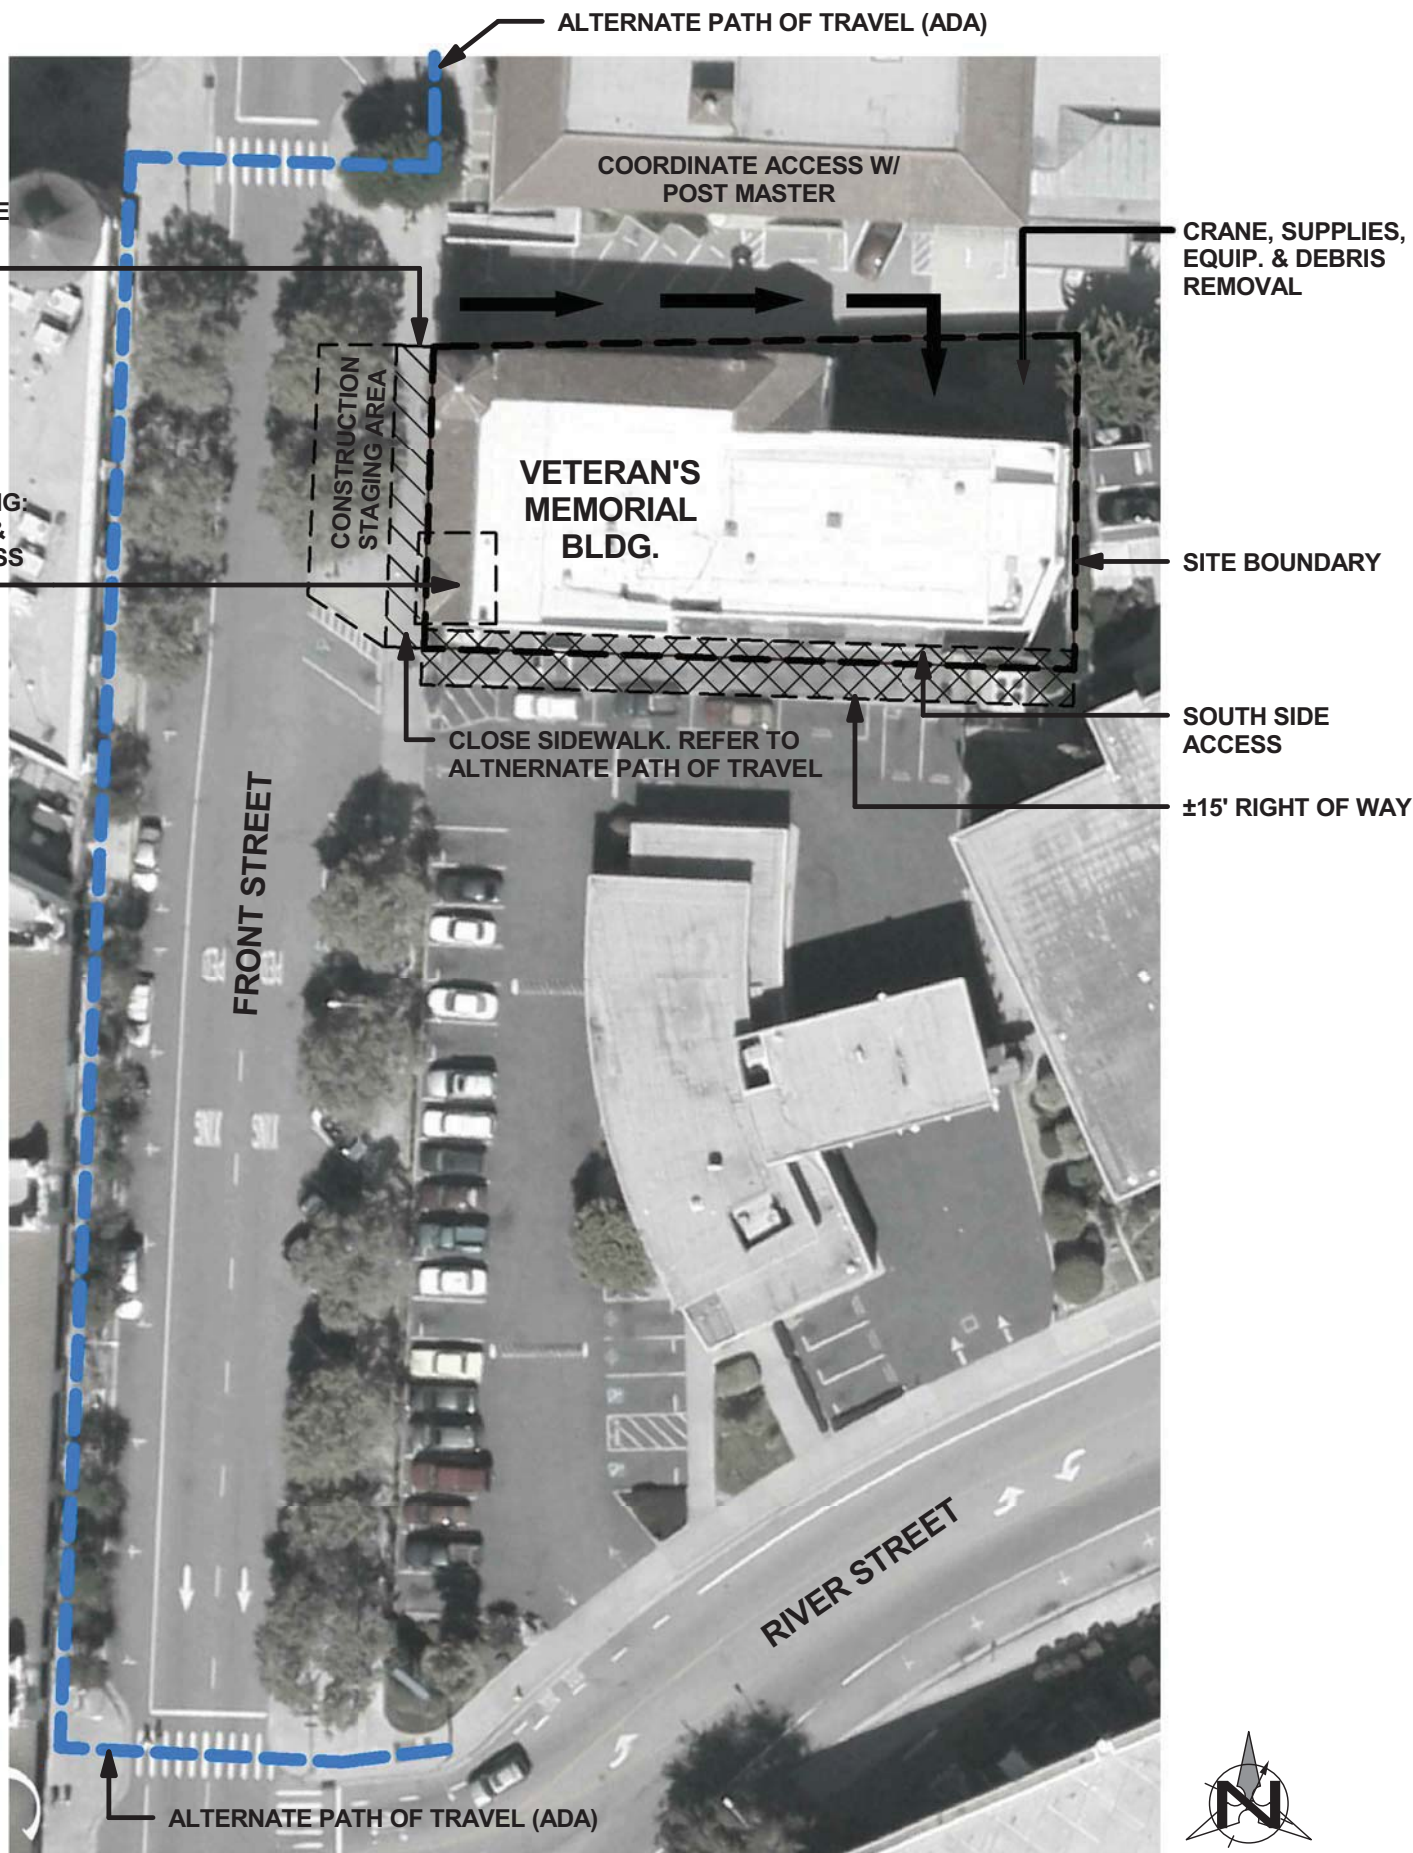 ALTERNATE PATH OF TRAVEL (ADA)
COORDINATE ACCESS W/
POST MASTER
E
CRANE, SUPPLIES,
EQUIP. & DEBRIS
REMOVAL
CONSTRUCTION
STAGING AREA
VETERAN'S
MEMORIAL
BLDG.
G:
&
SS
SITE BOUNDARY
SOUTH SIDE
ACCESS
CLOSE SIDEWALK. REFER TO
ALTNERNATE PATH OF TRAVEL
±15' RIGHT OF WAY
FRONT STREET
RIVER STREET
ALTERNATE PATH OF TRAVEL (ADA)
N